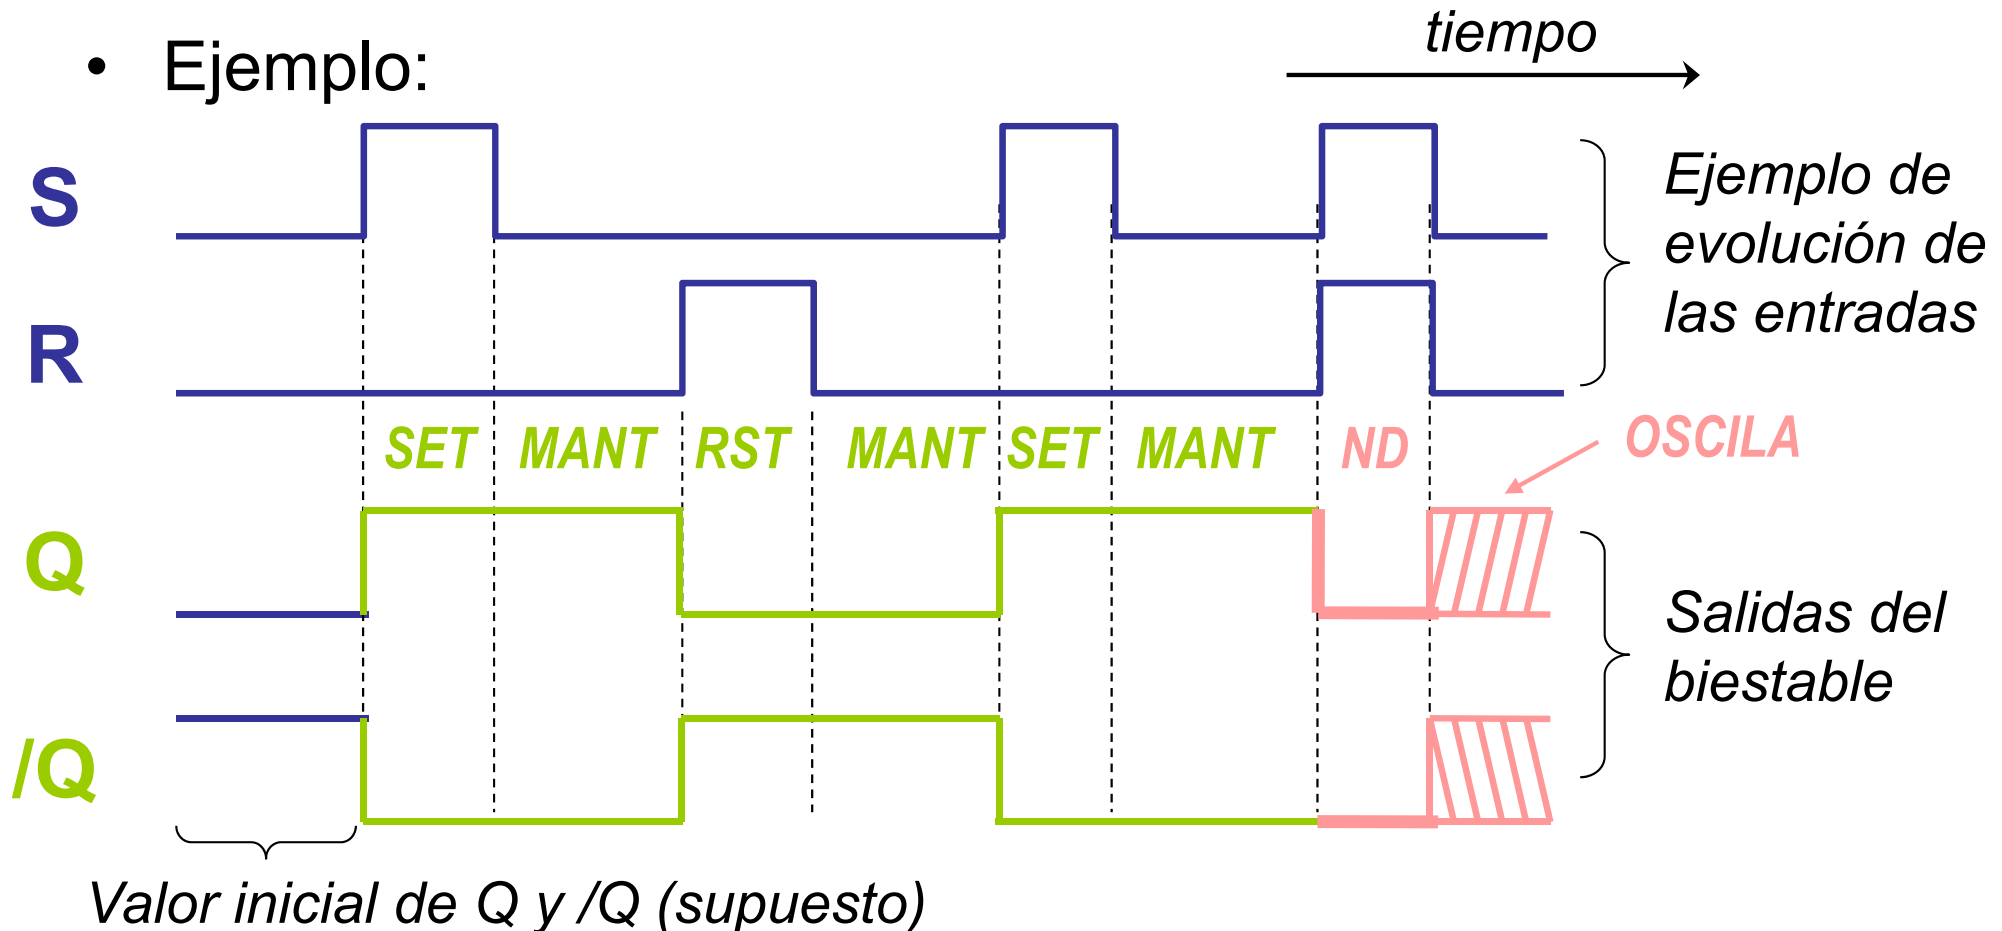 • Ejemplo:
tiempo
S
R
Ejemplo de
evolución de
las entradas
SET MANT RST MANT SET MANT ND
OSCILA
Q
/Q
Salidas del
biestable
Valor inicial de Q y /Q (supuesto)